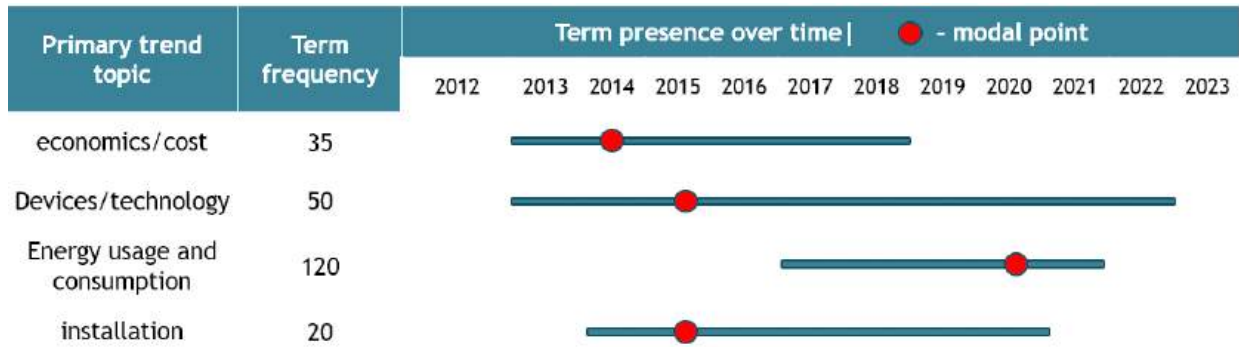 Primary trend topic
Term frequency
Term presence over time| - modal point
2012 2013 2014 2015 2016 2017 2018 2019 2020 2021 2022 2023
economics/cost 35
Devices/technology 50
Energy usage and consumption 120
installation 20